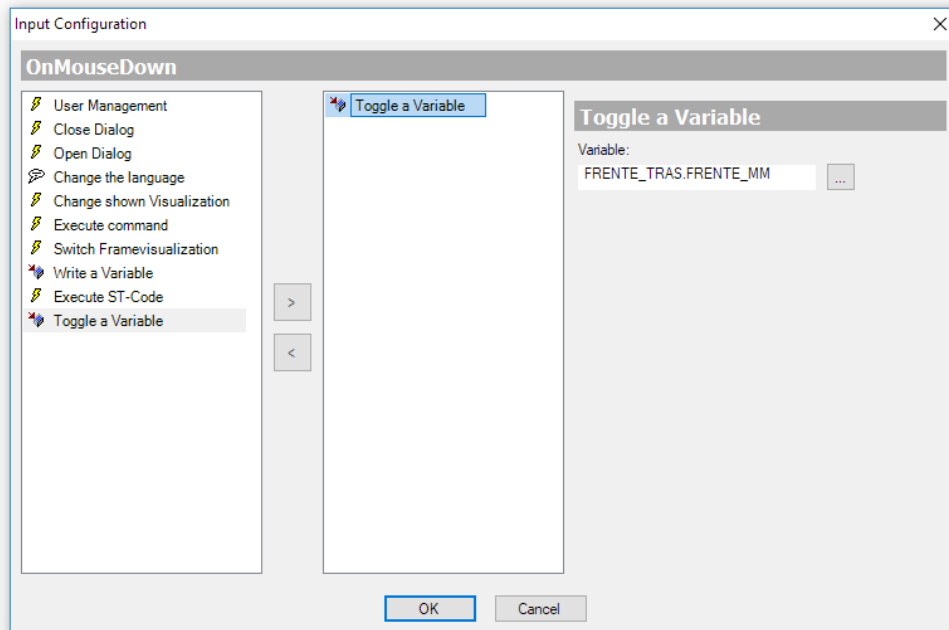 Input Configuration
OnMouseDown
User Management
Close Dialog
Open Dialog
Change the language
Change shown Visualization
Execute command
Switch Framevisualization
Write a Variable
Execute ST-Code
Toggle a Variable
>
<
Toggle a Variable
Toggle a Variable
Variable:
FRENTE_TRAS.FRENTE_MM
...
OK
Cancel